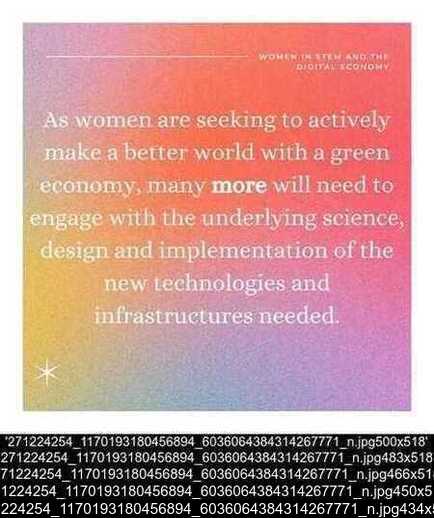 WOMEN IN STEM AND THE
DIGITAL ECONOMY
As women are seeking to actively
make a better world with a green
economy, many more will need to
engage with the underlying science,
design and implementation of the
new technologies and
infrastructures needed.
'271224254_1170193180456894_6036064384314267771_n.jpg500x518'
271224254_1170193180456894_6036064384314267771_n.jpg483x518
71224254_1170193180456894_6036064384314267771_n.jpg466x51
1224254_1170193180456894_6036064384314267771_n.jpg450x5
224254_1170193180456894_6036064384314267771_n.jpg434x5